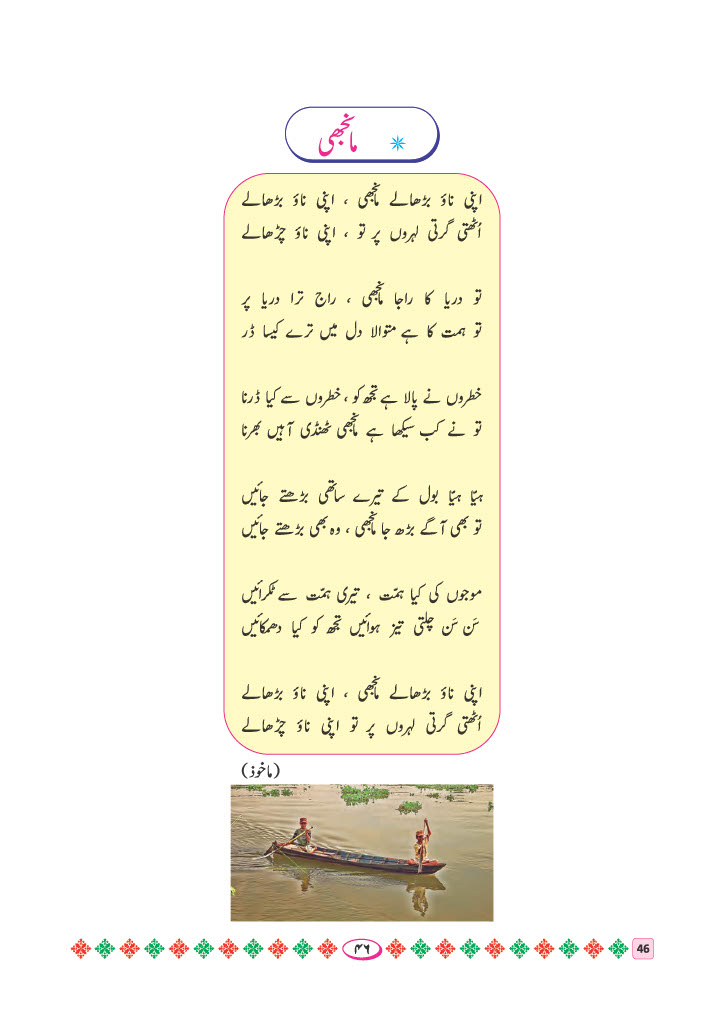 مانجھی
اپنی ناؤ بڑھالے مانجھی ، اپنی ناؤ بڑھالے
اُٹھتی گرتی لہروں پر تو ، اپنی ناؤ چڑھالے
تو دریا کا راجا مانجھی ، راج ترا دریا پر
تو ہمت کا ہے متوالا دل میں ترے کیسا ڈر
خطروں نے پالا ہے تجھ کو ، خطروں سے کیا ڈرنا
تو نے کب سیکھا ہے مانجھی ٹھنڈی آہیں بھرنا
ہیّا ہیّا بول کے تیرے ساتھی بڑھتے جائیں
تو بھی آگے بڑھ جا مانجھی ، وہ بھی بڑھتے جائیں
موجوں کی کیا ہمّت ، تیری ہمّت سے ٹکرائیں
سَن سَن چلتی تیز ہوائیں تجھ کو کیا دھمکائیں
اپنی ناؤ بڑھالے مانجھی ، اپنی ناؤ بڑھالے
اُٹھتی گرتی لہروں پر تو اپنی ناؤ چڑھالے
(ماخوذ)
۴۶
46